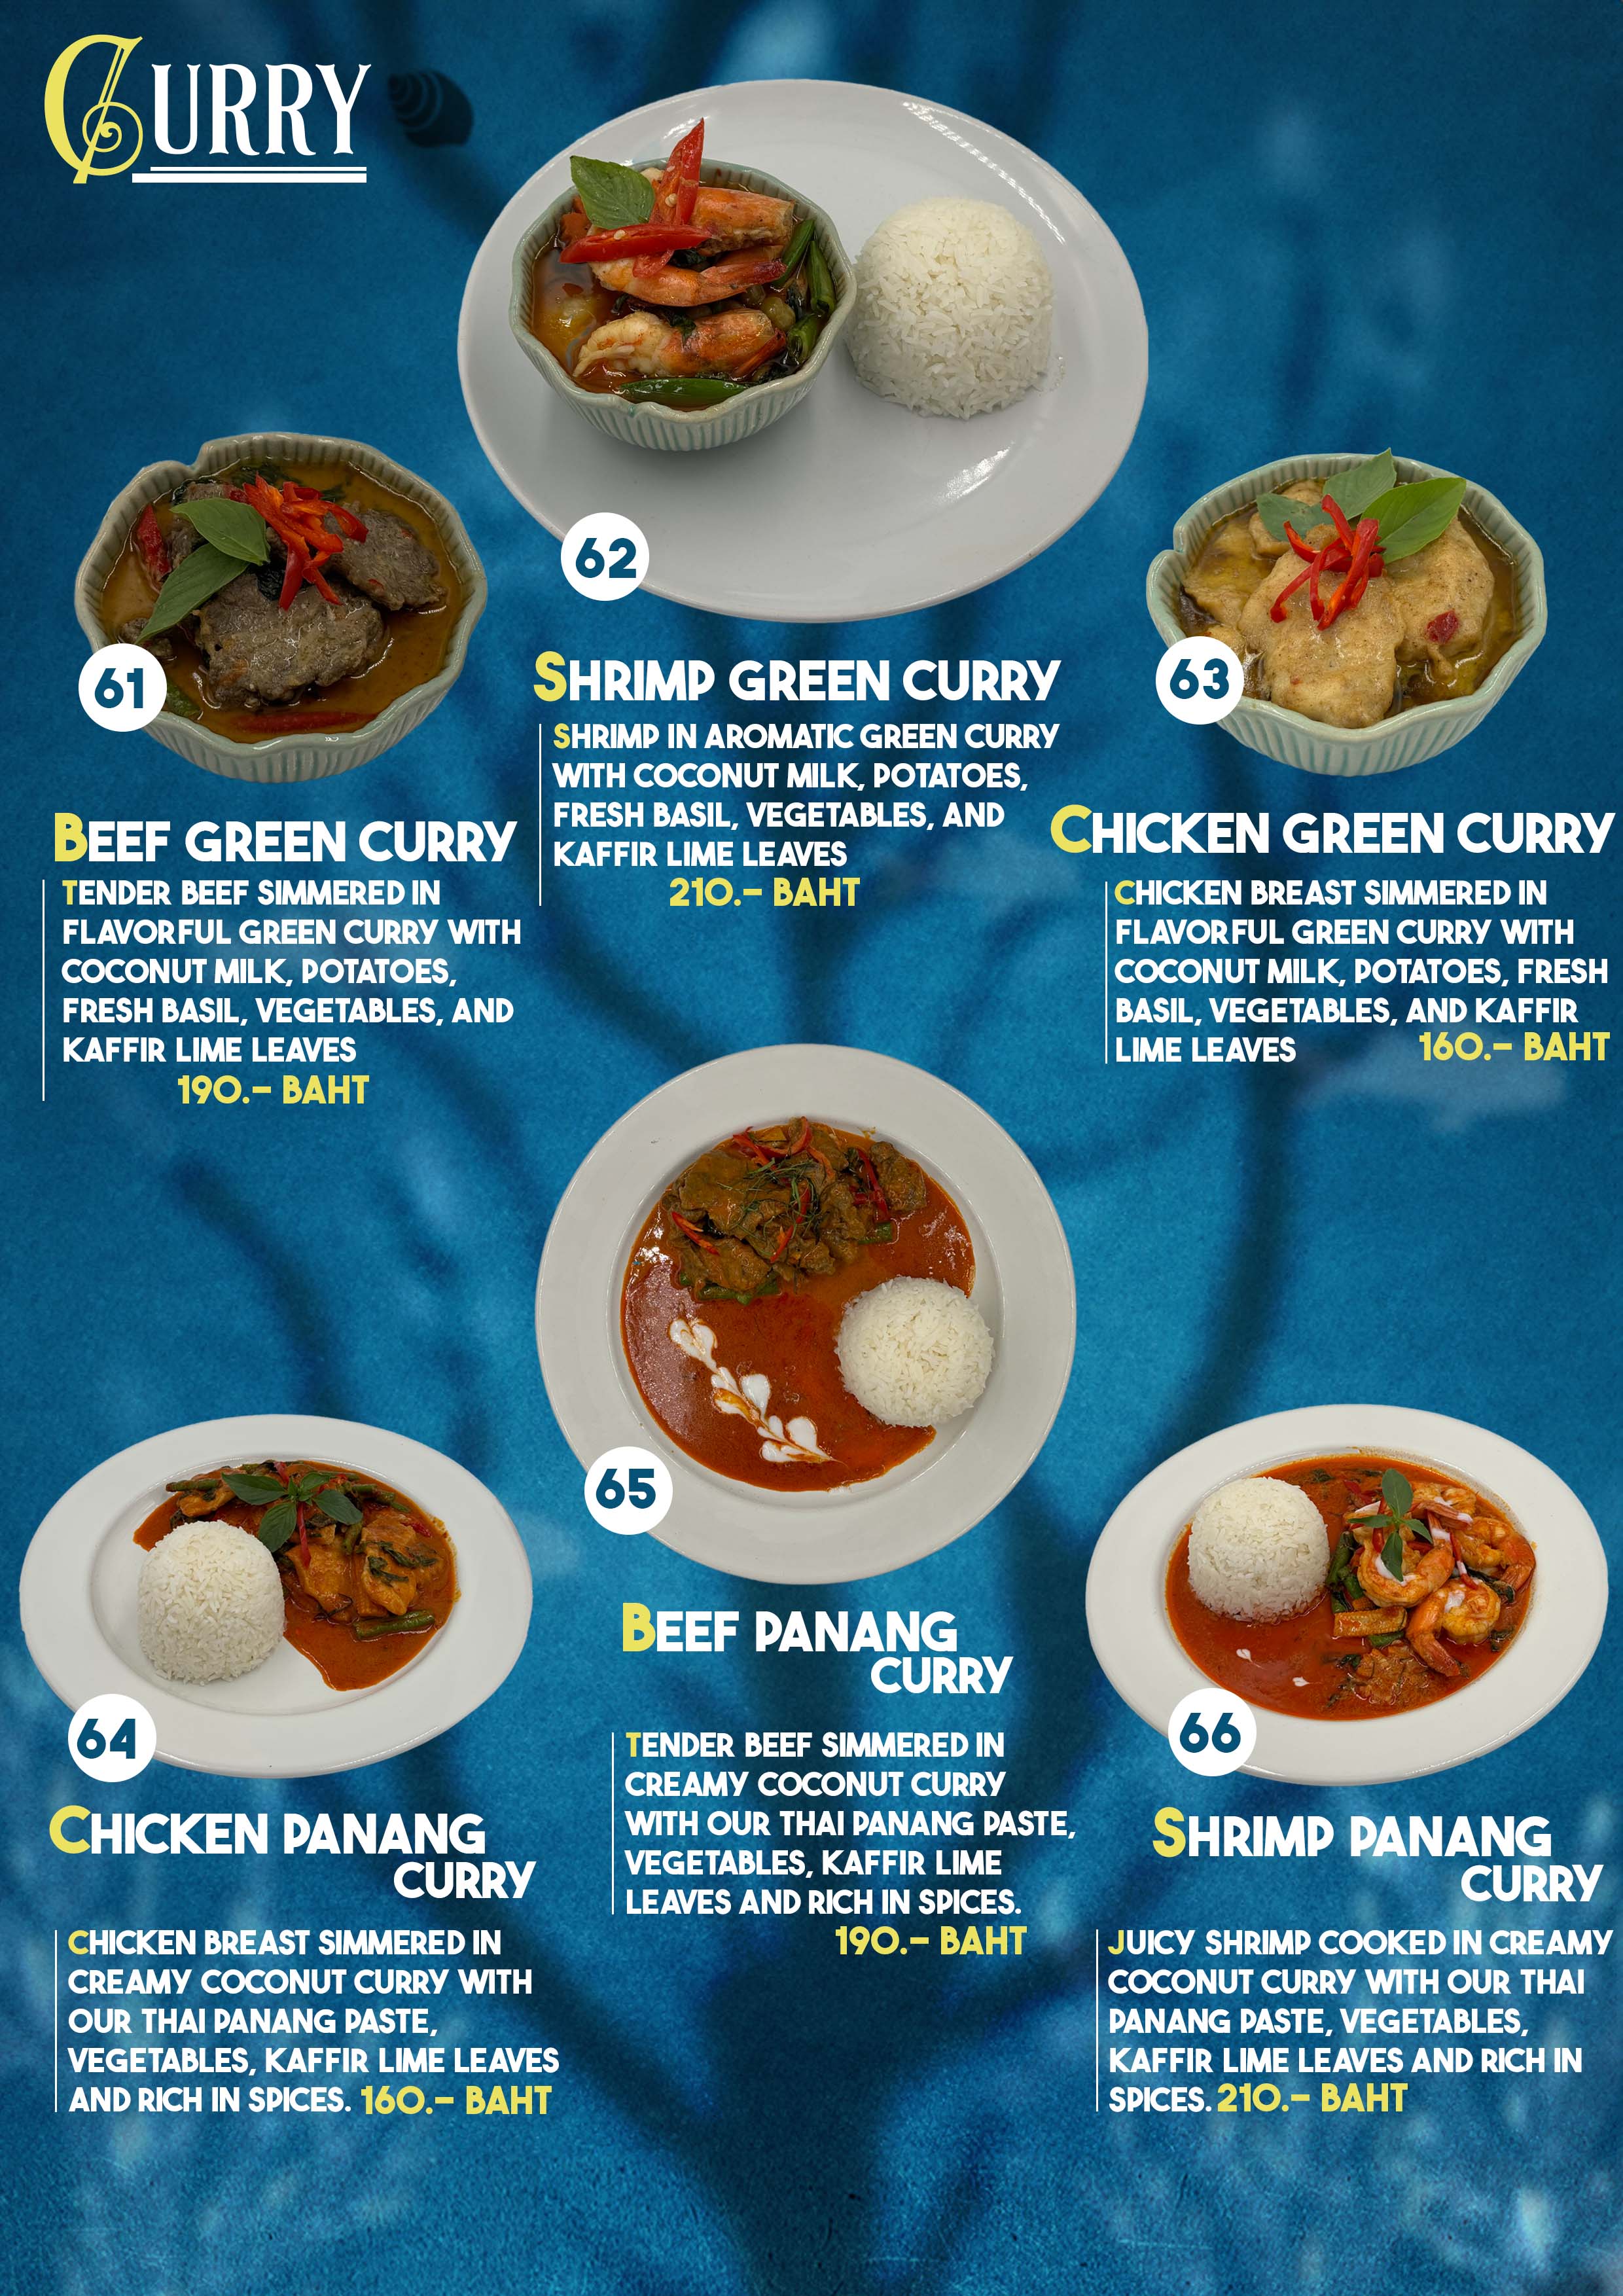 CURRY
62
61
63
SHRIMP GREEN CURRY
SHRIMP IN AROMATIC GREEN CURRY
WITH COCONUT MILK, POTATOES,
FRESH BASIL, VEGETABLES, AND
KAFFIR LIME LEAVES
210.- BAHT
BEEF GREEN CURRY
TENDER BEEF SIMMERED IN
FLAVORFUL GREEN CURRY WITH
COCONUT MILK, POTATOES,
FRESH BASIL, VEGETABLES, AND
KAFFIR LIME LEAVES
190.- BAHT
CHICKEN GREEN CURRY
CHICKEN BREAST SIMMERED IN
FLAVORFUL GREEN CURRY WITH
COCONUT MILK, POTATOES, FRESH
BASIL, VEGETABLES, AND KAFFIR
LIME LEAVES 160.- BAHT
65
64
66
BEEF PANANG
CURRY
TENDER BEEF SIMMERED IN
CREAMY COCONUT CURRY
WITH OUR THAI PANANG PASTE,
VEGETABLES, KAFFIR LIME
LEAVES AND RICH IN SPICES.
190.- BAHT
CHICKEN PANANG
CURRY
CHICKEN BREAST SIMMERED IN
CREAMY COCONUT CURRY WITH
OUR THAI PANANG PASTE,
VEGETABLES, KAFFIR LIME LEAVES
AND RICH IN SPICES. 160.- BAHT
SHRIMP PANANG
CURRY
JUICY SHRIMP COOKED IN CREAMY
COCONUT CURRY WITH OUR THAI
PANANG PASTE, VEGETABLES,
KAFFIR LIME LEAVES AND RICH IN
SPICES. 210.- BAHT